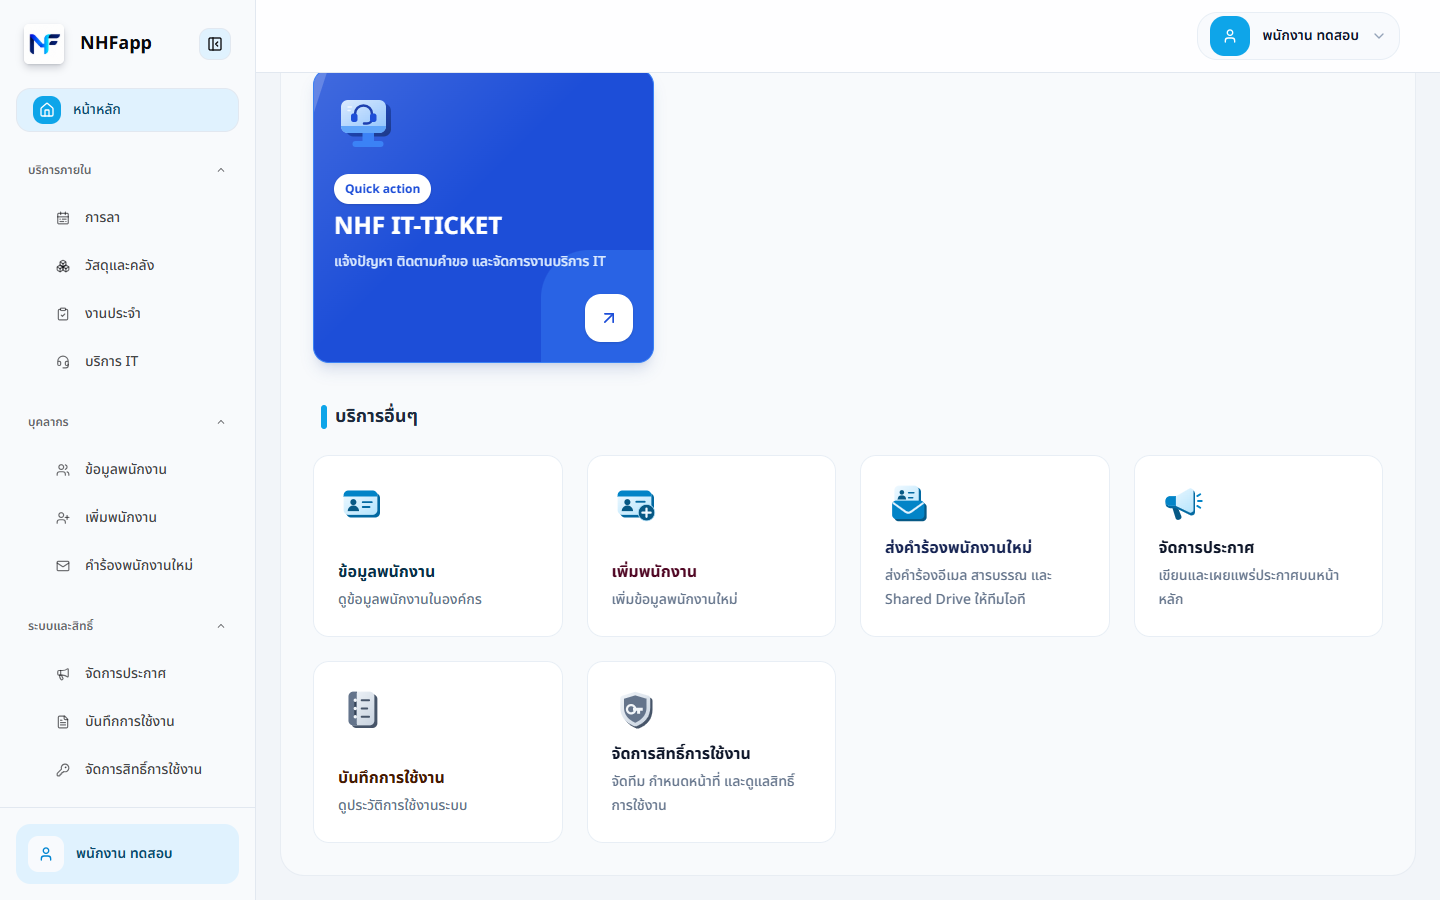 NHFapp
พนักงาน ทดสอบ
หน้าหลัก
บริการภายใน
การลา
วัสดุและคลัง
งานประจำ
บริการ IT
บุคลากร
ข้อมูลพนักงาน
เพิ่มพนักงาน
คำร้องพนักงานใหม่
ระบบและสิทธิ์
จัดการประกาศ
บันทึกการใช้งาน
จัดการสิทธิ์การใช้งาน
พนักงาน ทดสอบ
Quick action
NHF IT-TICKET
แจ้งปัญหา ติดตามคำขอ และจัดการงานบริการ IT
บริการอื่นๆ
ข้อมูลพนักงาน
ดูข้อมูลพนักงานในองค์กร
เพิ่มพนักงาน
เพิ่มข้อมูลพนักงานใหม่
ส่งคำร้องพนักงานใหม่
ส่งคำร้องอีเมล สารบรรณ และ
Shared Drive ให้ทีมไอที
จัดการประกาศ
เขียนและเผยแพร่ประกาศบนหน้า
หลัก
บันทึกการใช้งาน
ดูประวัติการใช้งานระบบ
จัดการสิทธิ์การใช้งาน
จัดทีม กำหนดหน้าที่ และดูแลสิทธิ์
การใช้งาน